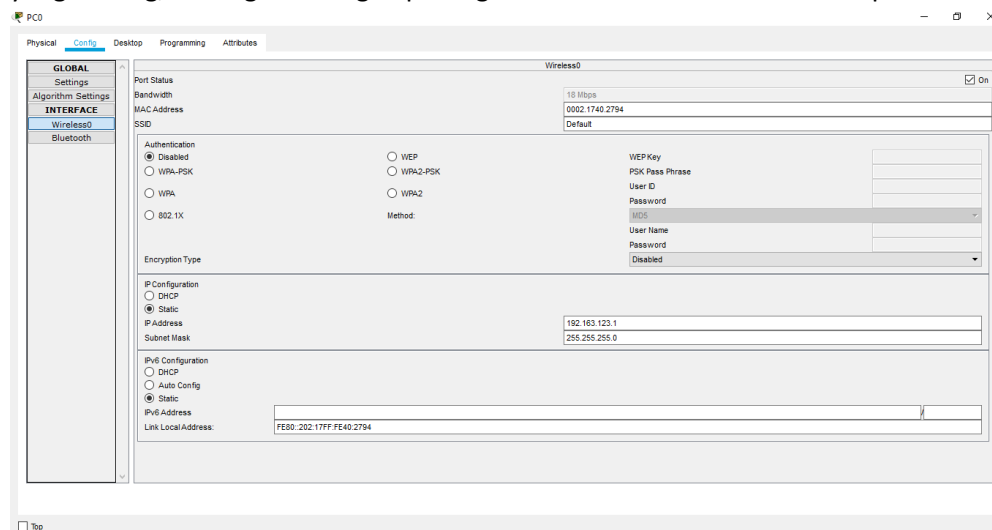 PC0
Physical Config Desktop Programming Attributes
GLOBAL
Settings
Algorithm Settings
INTERFACE
Wireless0
Bluetooth
Wireless0
Port Status On
Bandwidth 18 Mbps
MAC Address 0002.1740.2794
SSID Default
Authentication
Disabled WEP WEP Key
WPA-PSK WPA2-PSK PSK Pass Phrase
User ID
WPA WPA2
Password
802.1X Method: MD5
User Name
Password
Encryption Type Disabled
IP Configuration
DHCP
Static
IP Address 192.163.123.1
Subnet Mask 255.255.255.0
IPv6 Configuration
DHCP
Auto Config
Static
IPv6 Address /
Link Local Address: FE80::202:17FF:FE40:2794
Top